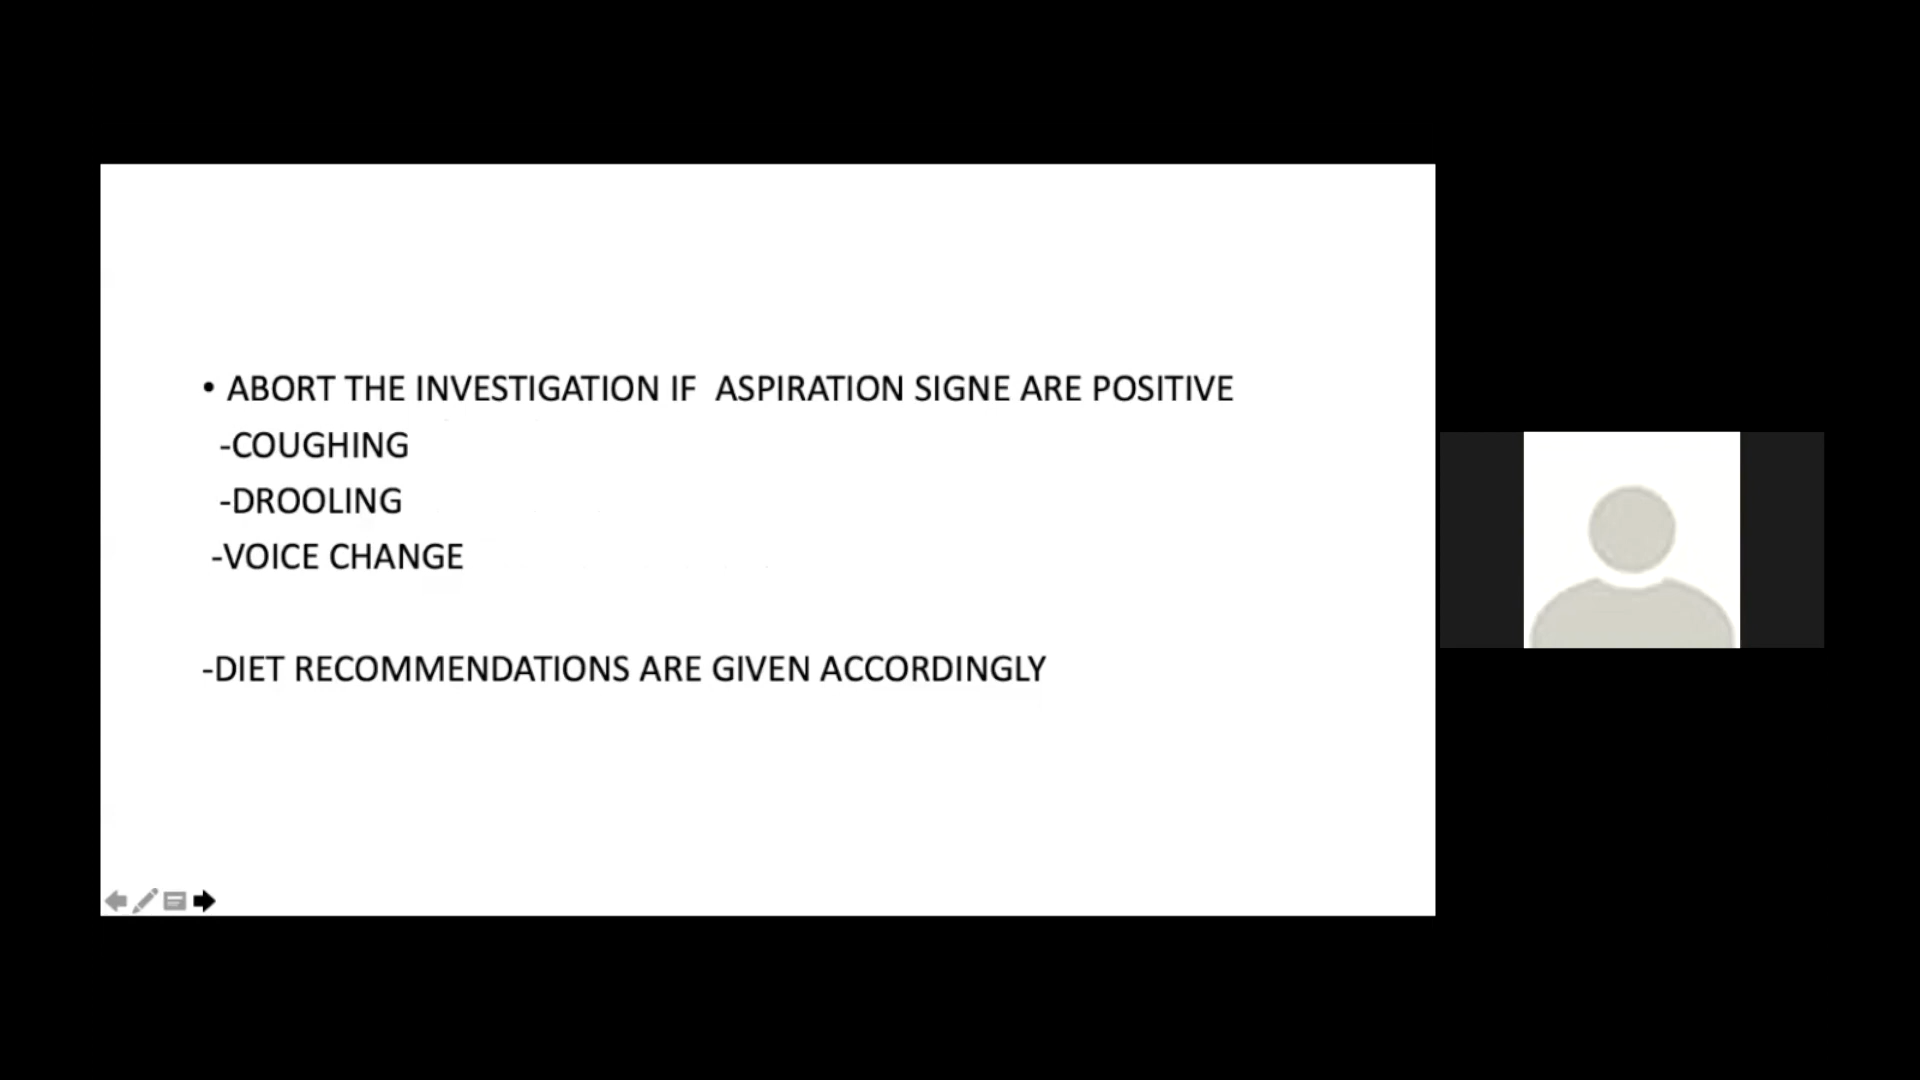 • ABORT THE INVESTIGATION IF  ASPIRATION SIGNE ARE POSITIVE
-COUGHING
-DROOLING
-VOICE CHANGE
-DIET RECOMMENDATIONS ARE GIVEN ACCORDINGLY